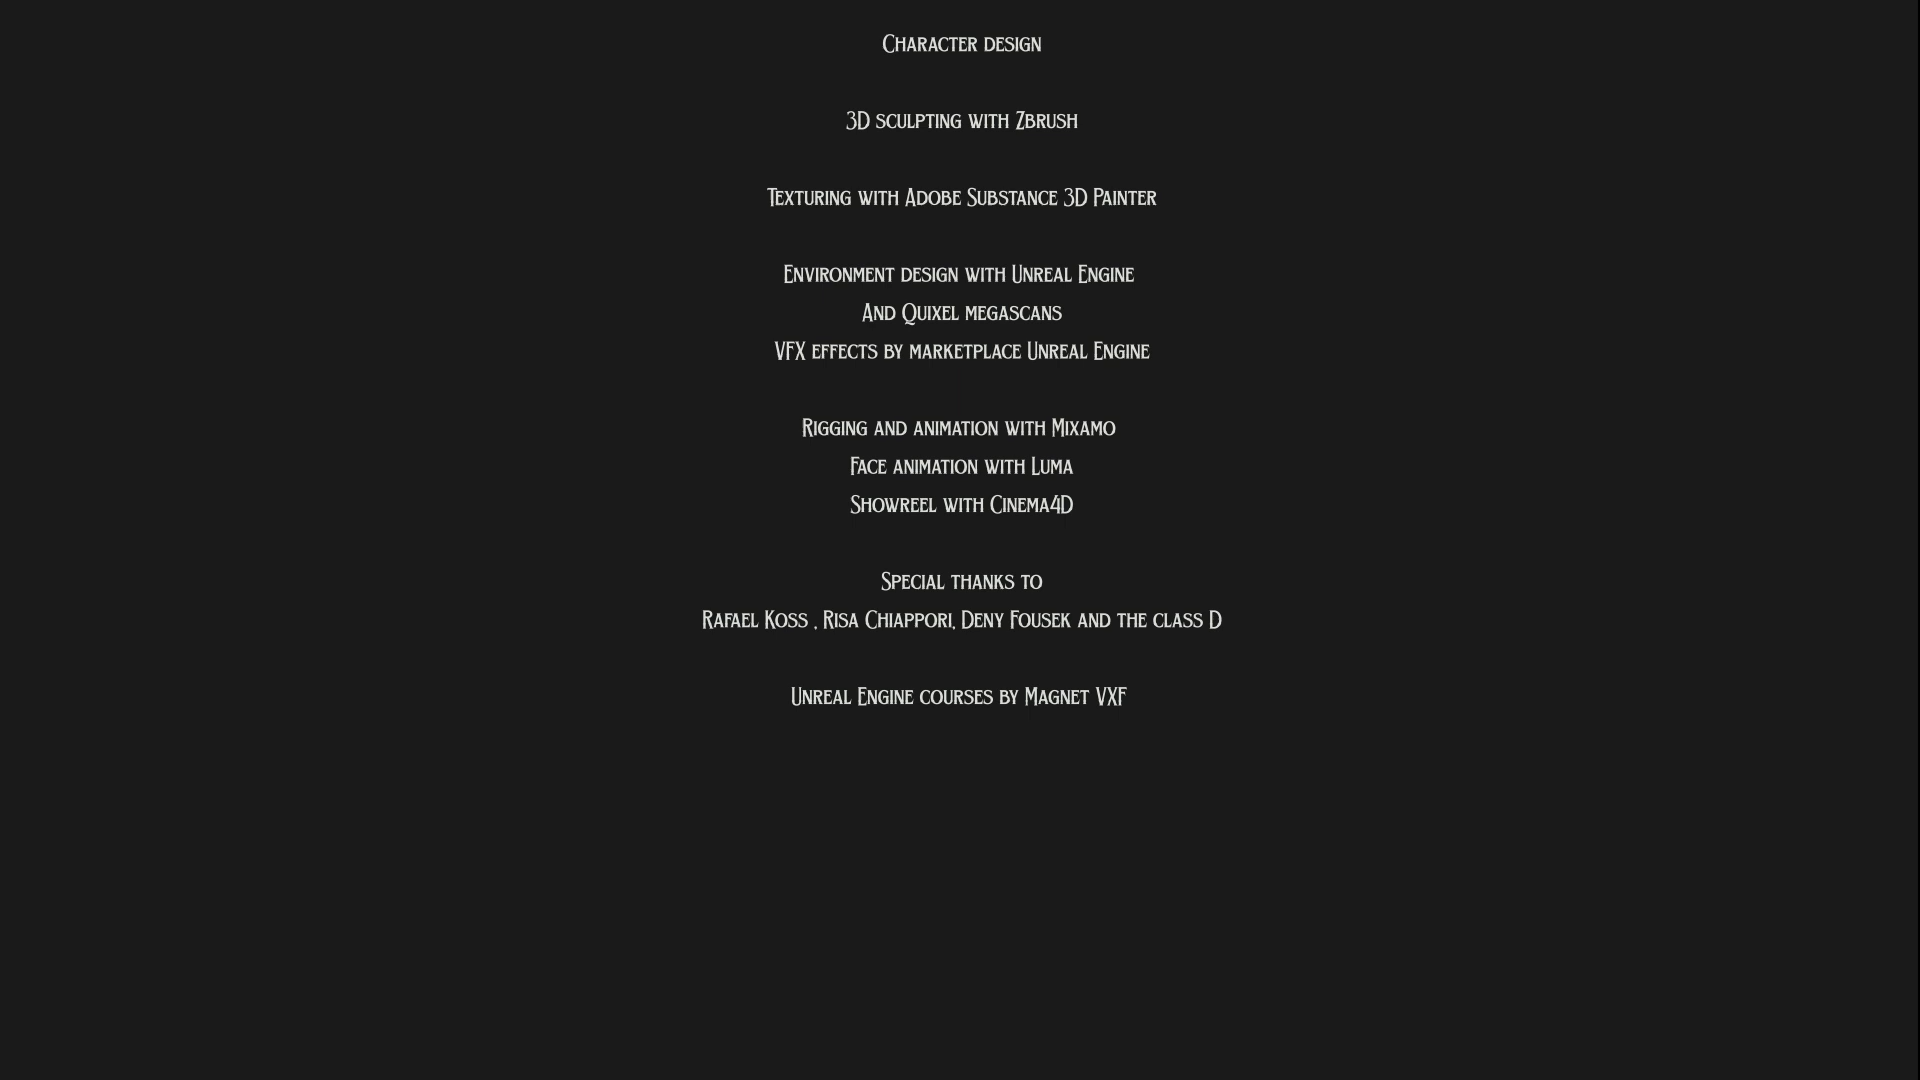 Character design
3D sculpting with Zbrush
Texturing with Adobe Substance 3D Painter
Environment design with Unreal Engine
And Quixel megascans
VFX effects by marketplace Unreal Engine
Rigging and animation with Mixamo
Face animation with Luma
Showreel with Cinema4D
Special thanks to
Rafael Koss , Risa Chiappori, Deny Fousek and the class D
Unreal Engine courses by Magnet VXF